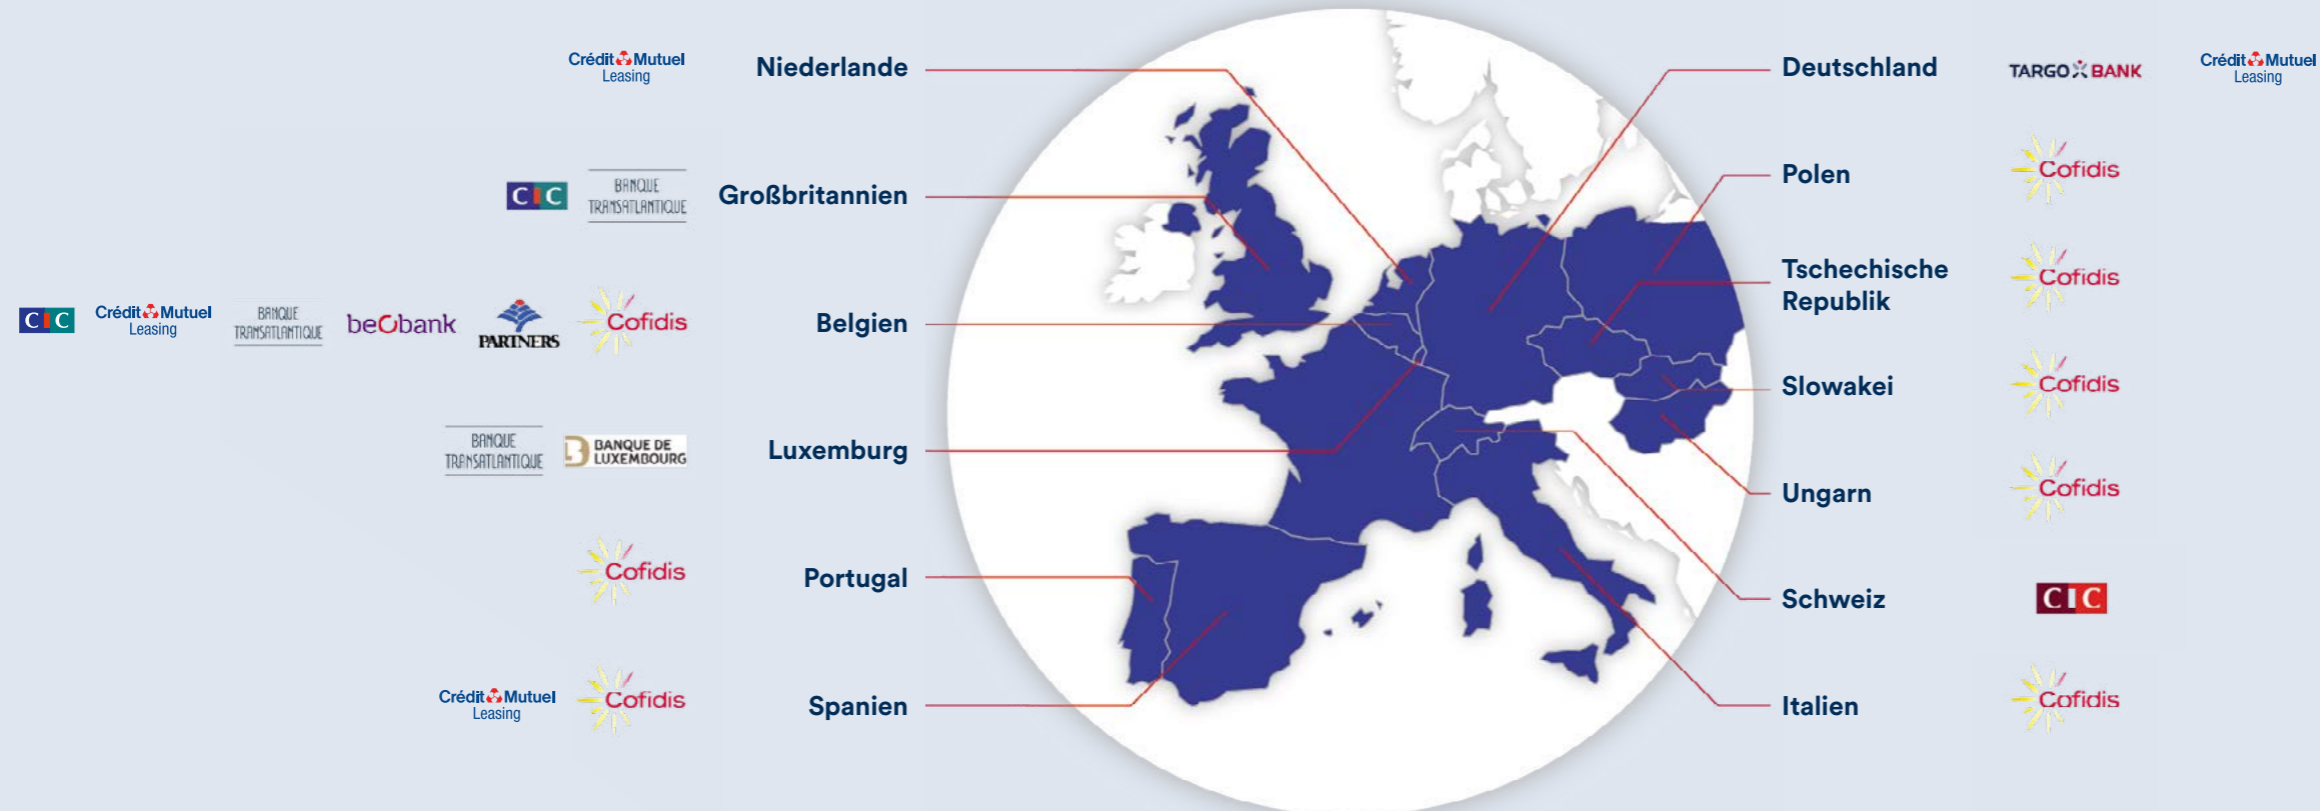 Crédit Mutuel
Leasing
Niederlande
CIC
BANQUE
TRANSATLANTIQUE
Großbritannien
CIC
Crédit Mutuel
Leasing
BANQUE
TRANSATLANTIQUE
beobank
PARTNERS
Cofidis
Belgien
BANQUE
TRANSATLANTIQUE
BANQUE DE
LUXEMBOURG
Luxemburg
Cofidis
Portugal
Crédit Mutuel
Leasing
Cofidis
Spanien
Deutschland
TARGO BANK
Crédit Mutuel
Leasing
Polen
Cofidis
Tschechische
Republik
Cofidis
Slowakei
Cofidis
Ungarn
Cofidis
Schweiz
CIC
Italien
Cofidis